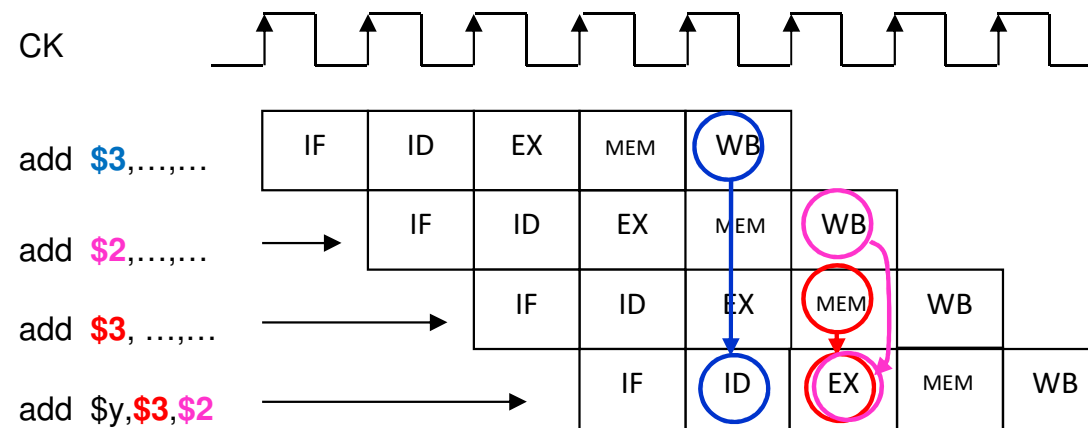 CK
add $3,…,… IF ID EX MEM WB
add $2,…,… IF ID EX MEM WB
add $3, …,… IF ID EX MEM WB
add $y,$3,$2 IF ID EX MEM WB